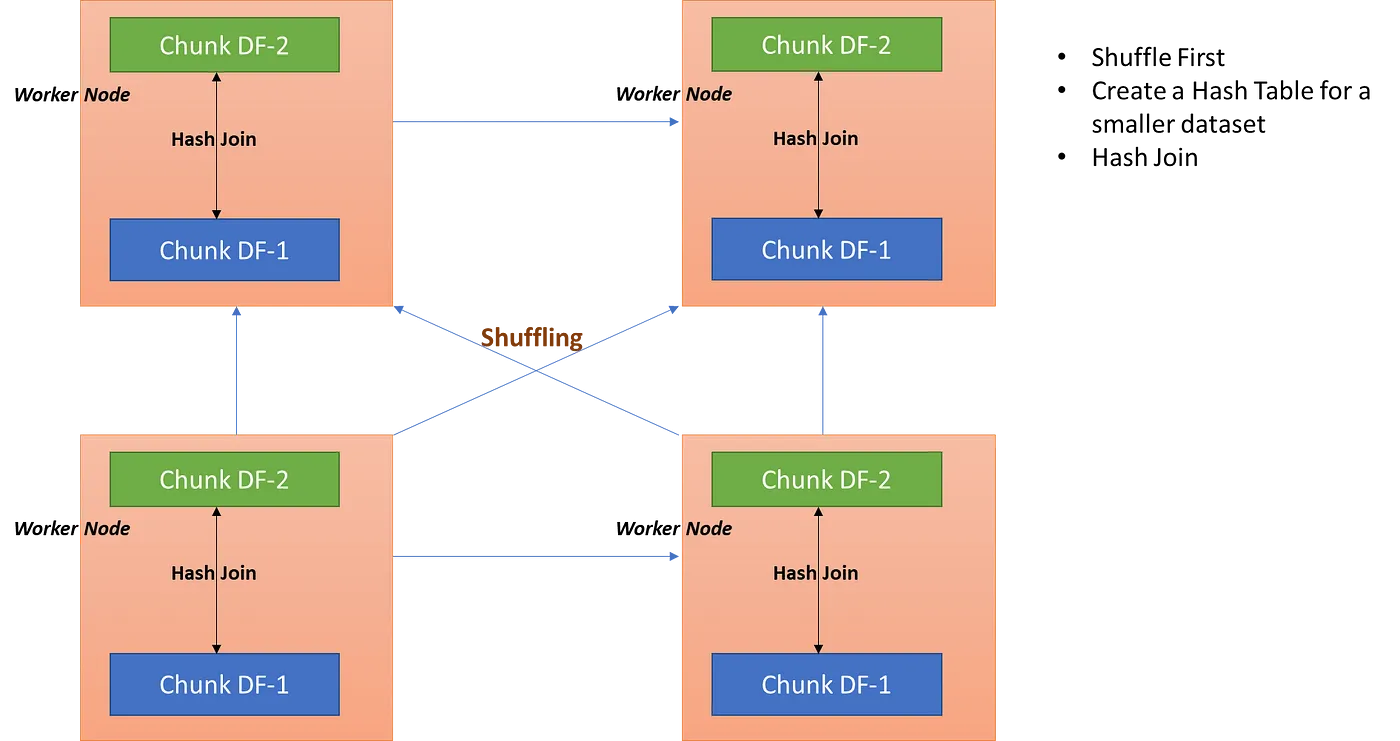 Chunk DF-2
Worker Node
Hash Join
Chunk DF-1
Chunk DF-2
Worker Node
Hash Join
Chunk DF-1
• Shuffle First
• Create a Hash Table for a
smaller dataset
• Hash Join
Shuffling
Chunk DF-2
Worker Node
Hash Join
Chunk DF-1
Chunk DF-2
Worker Node
Hash Join
Chunk DF-1